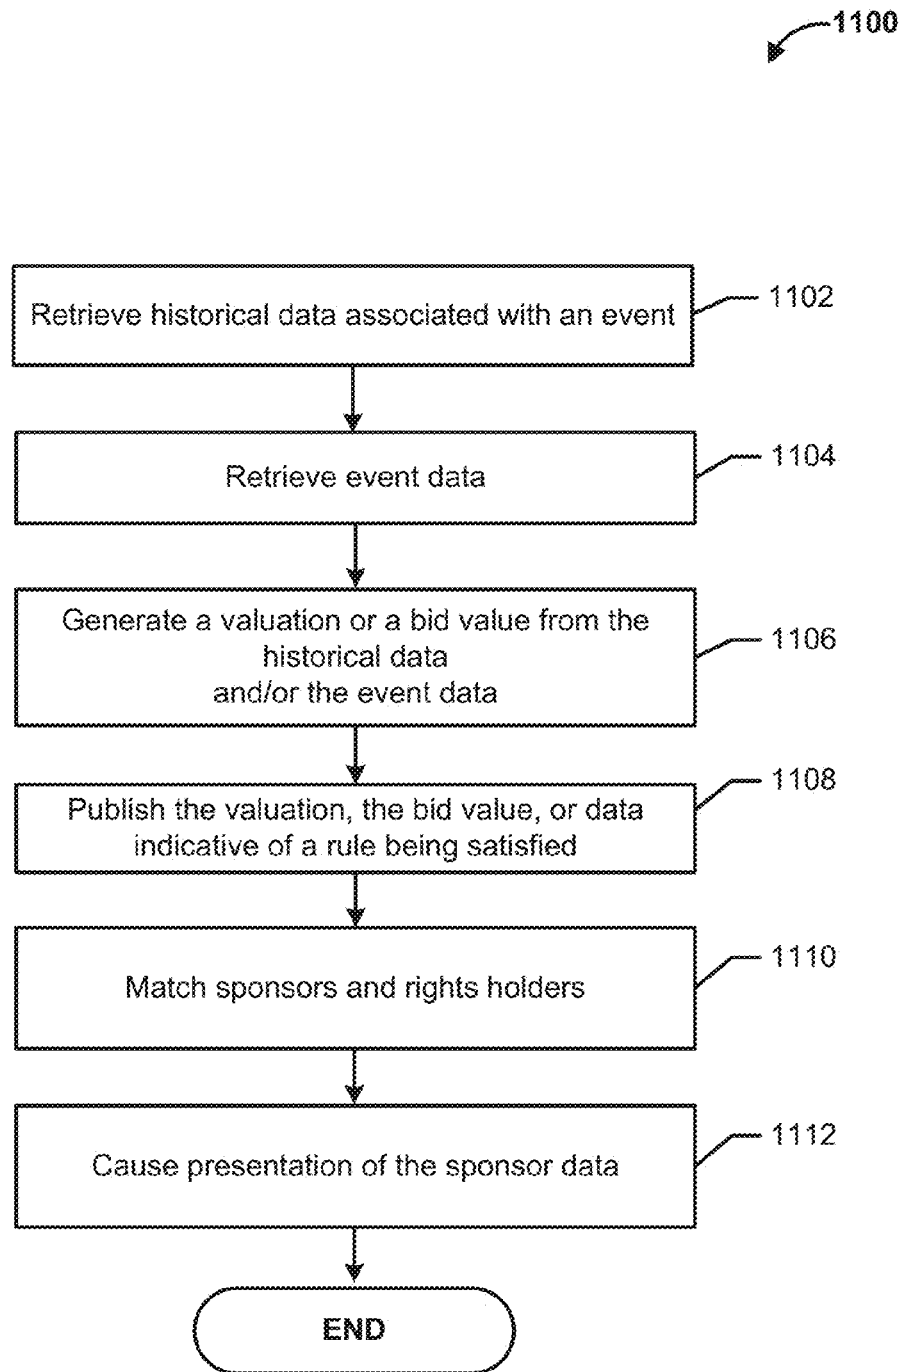 1100
Retrieve historical data associated with an event
1102
Retrieve event data
1104
Generate a valuation or a bid value from the
historical data
and/or the event data
1106
Publish the valuation, the bid value, or data
indicative of a rule being satisfied
1108
Match sponsors and rights holders
1110
Cause presentation of the sponsor data
1112
END